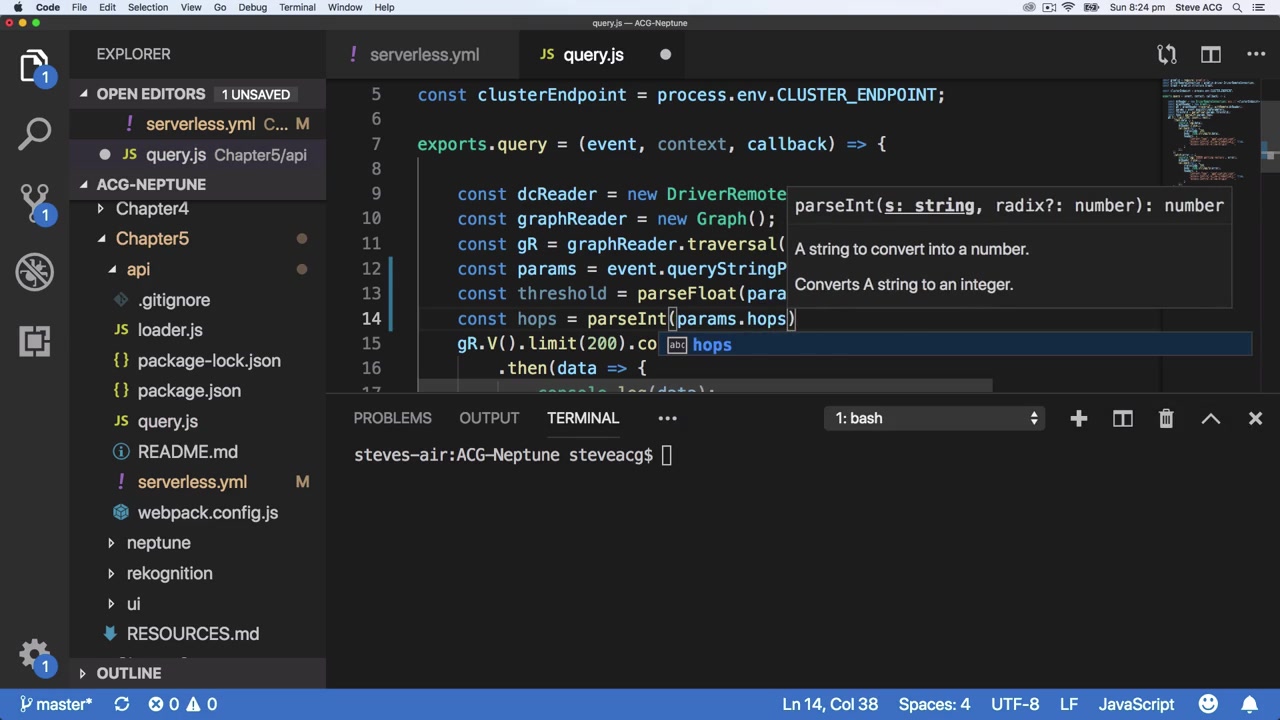 Code File Edit Selection View Go Debug Terminal Window Help Sun 8:24 pm Steve ACG
query.js — ACG-Neptune
EXPLORER
! serverless.yml
JS query.js
OPEN EDITORS 1 UNSAVED
! serverless.yml C... M
JS query.js Chapter5/api
ACG-NEPTUNE
Chapter4
Chapter5
api
.gitignore
JS loader.js
{} package-lock.json
{} package.json
JS query.js
README.md
! serverless.yml M
webpack.config.js
neptune
rekognition
ui
RESOURCES.md
OUTLINE
1
1
1
5 const clusterEndpoint = process.env.CLUSTER_ENDPOINT;
6
7 exports.query = (event, context, callback) => {
8
9 const dcReader = new DriverRemote
10 const graphReader = new Graph();
11 const gR = graphReader.traversal(
12 const params = event.queryStringP
13 const threshold = parseFloat(para
14 const hops = parseInt(params.hops)
15 gR.V().limit(200).co
16 .then(data => {
17 console.log(data);
parseInt(s: string, radix?: number): number
A string to convert into a number.
Converts A string to an integer.
abc hops
PROBLEMS OUTPUT TERMINAL ... 1: bash
steves-air:ACG-Neptune steveacg$
master* 0 0 Ln 14, Col 38 Spaces: 4 UTF-8 LF JavaScript